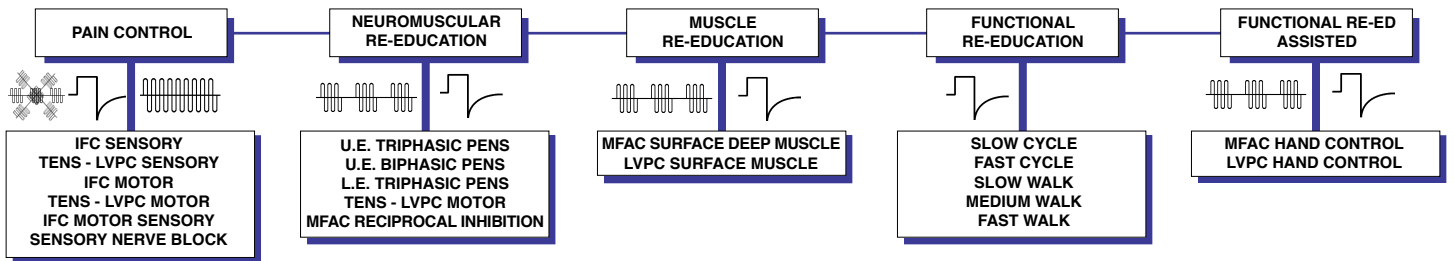 PAIN CONTROL
NEUROMUSCULAR
RE-EDUCATION
MUSCLE
RE-EDUCATION
FUNCTIONAL
RE-EDUCATION
FUNCTIONAL RE-ED
ASSISTED
IFC SENSORY
TENS - LVPC SENSORY
IFC MOTOR
TENS - LVPC MOTOR
IFC MOTOR SENSORY
SENSORY NERVE BLOCK
U.E. TRIPHASIC PENS
U.E. BIPHASIC PENS
L.E. TRIPHASIC PENS
TENS - LVPC MOTOR
MFAC RECIPROCAL INHIBITION
MFAC SURFACE DEEP MUSCLE
LVPC SURFACE MUSCLE
SLOW CYCLE
FAST CYCLE
SLOW WALK
MEDIUM WALK
FAST WALK
MFAC HAND CONTROL
LVPC HAND CONTROL